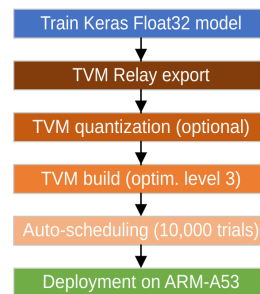 Train Keras Float32 model
TVM Relay export
TVM quantization (optional)
TVM build (optim. level 3)
Auto-scheduling (10,000 trials)
Deployment on ARM-A53